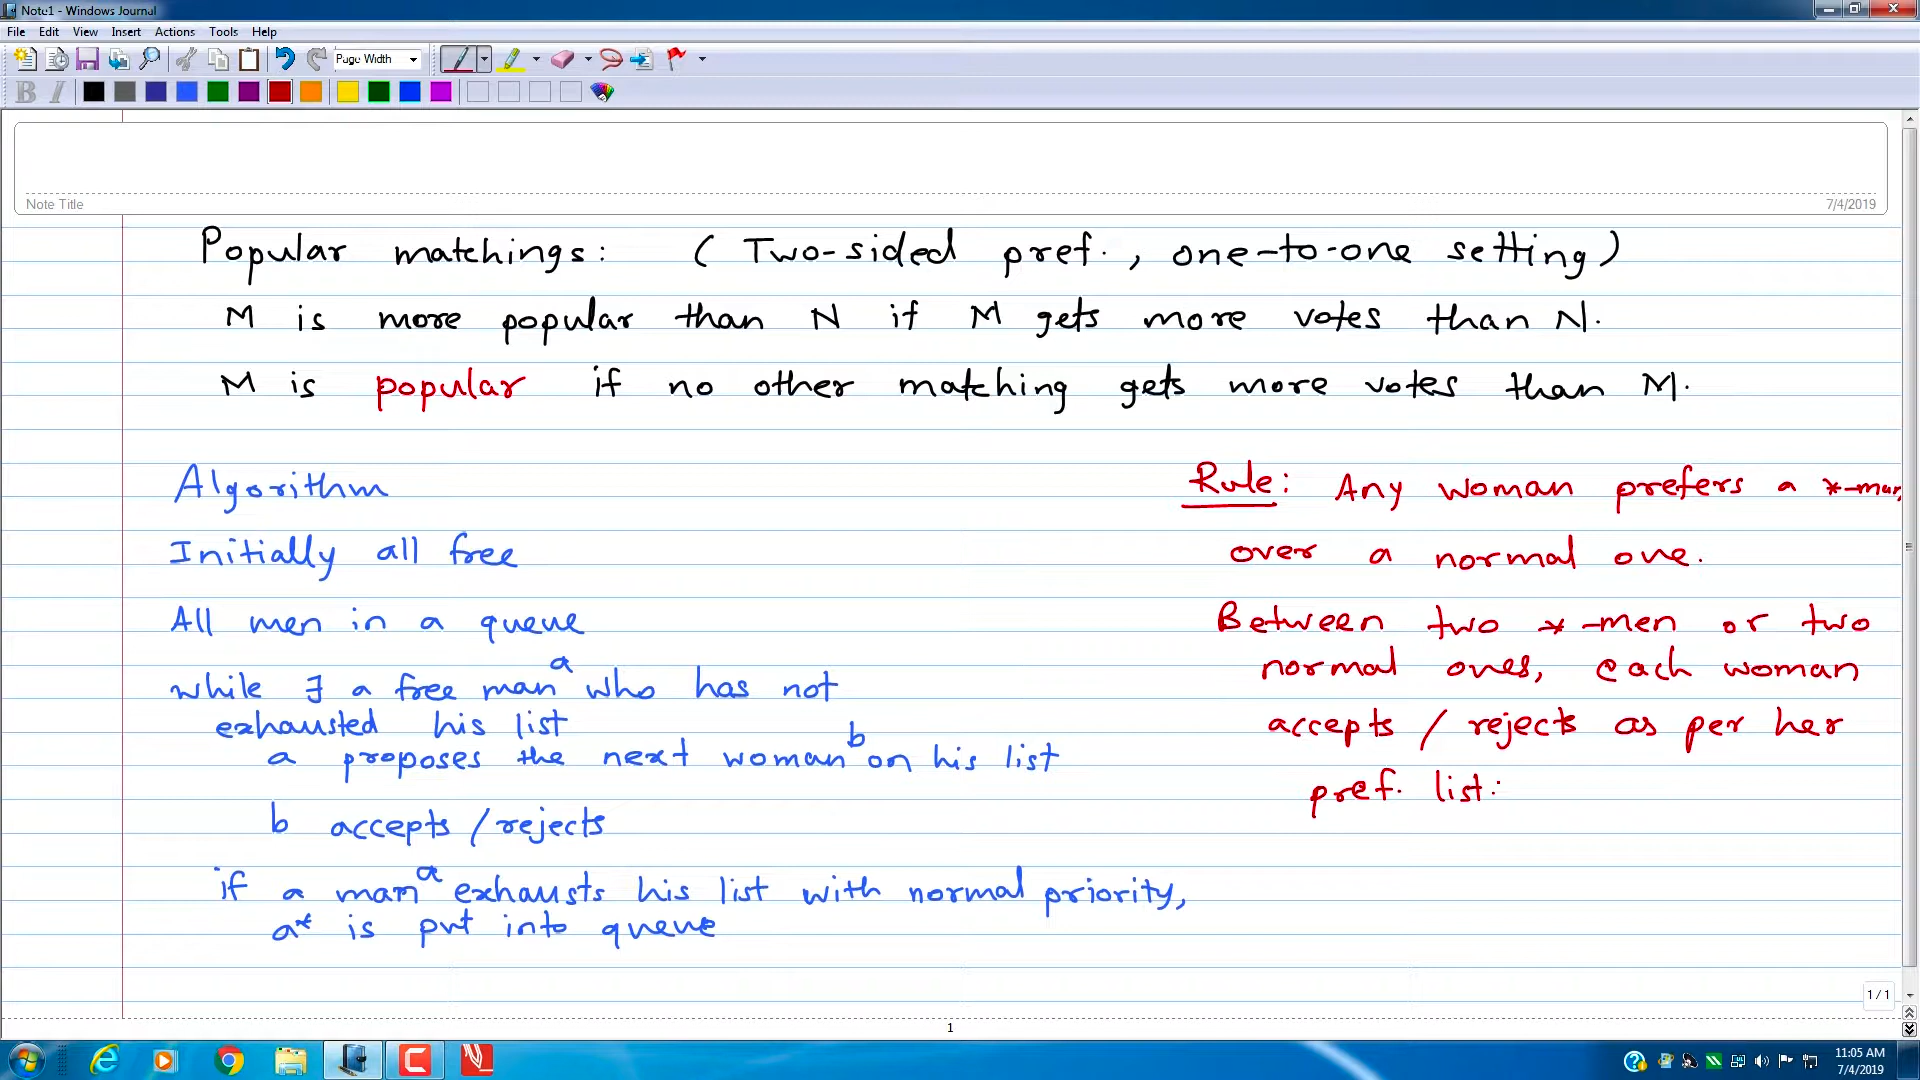 Note1 - Windows Journal
File Edit View Insert Actions Tools Help
Page Width
B I
Note Title
7/4/2019
Popular matchings: (Two-sided pref., one-to-one setting)
M is more popular than N if M gets more votes than N.
M is popular if no other matching gets more votes than M.
Algorithm
Initially all free
All men in a queue
while ∃ a free man a who has not
exhausted his list
a proposes the next woman b on his list
b accepts/rejects
if a man a exhausts his list with normal priority,
a* is put into queue
Rule: Any woman prefers a *-man
over a normal one.
Between two *-men or two
normal ones, each woman
accepts / rejects as per her
pref. list.
1 / 1
1
11:05 AM
7/4/2019